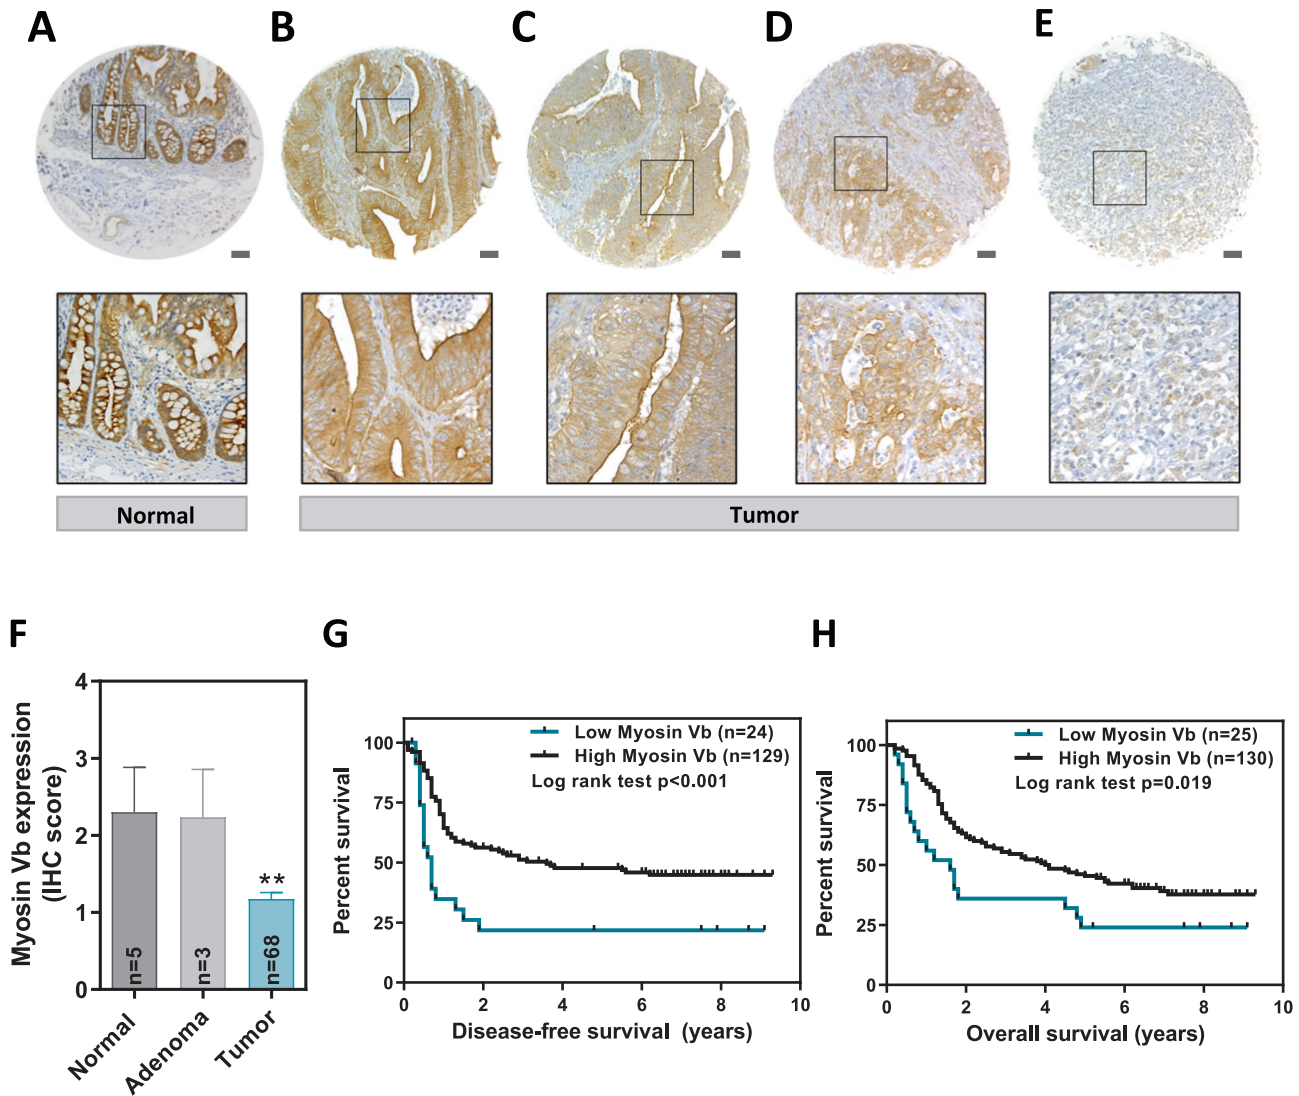 A
B
C
D
E
Normal
Tumor
F
Myosin Vb expression
(IHC score)
4
3
2
1
0
**
n=5
n=3
n=68
Normal
Adenoma
Tumor
G
Low Myosin Vb (n=24)
High Myosin Vb (n=129)
Log rank test p<0.001
Percent survival
100
75
50
25
0
0
2
4
6
8
10
Disease-free survival (years)
H
Low Myosin Vb (n=25)
High Myosin Vb (n=130)
Log rank test p=0.019
Percent survival
100
75
50
25
0
0
2
4
6
8
10
Overall survival (years)